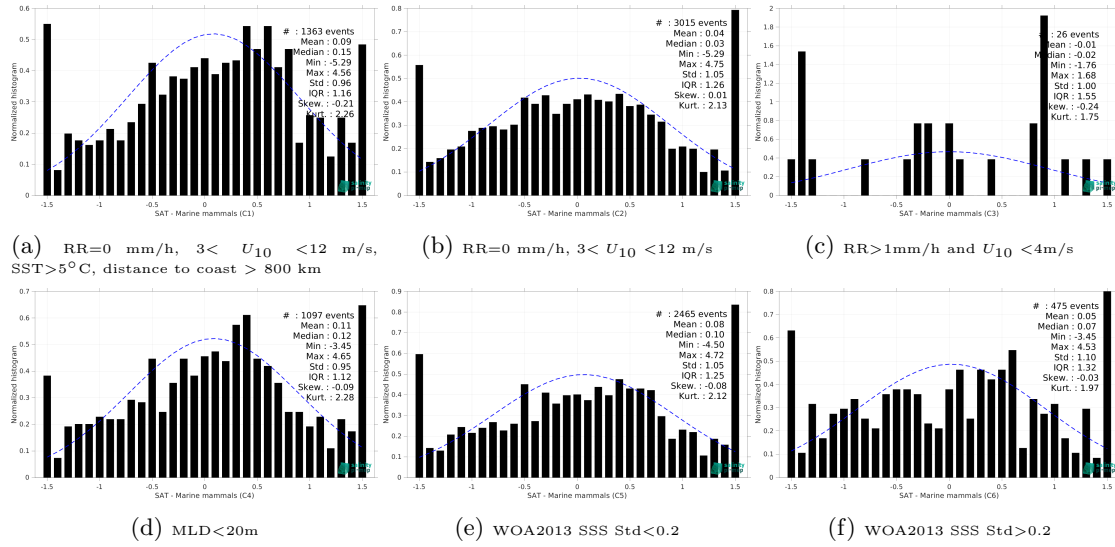 Normalized histogram
0.6
0.5
0.4
0.3
0.2
0.1
0
-1.5
-1
-0.5
0
0.5
1
1.5
# : 1363 events
Mean : 0.09
Median : 0.15
Min : -5.29
Max : 4.56
Std : 0.96
IQR : 1.16
Skew. : -0.21
Kurt. : 2.26
SAT - Marine mammals (C1)
(a) RR=0 mm/h, 3< U10 <12 m/s,
SST>5°C, distance to coast > 800 km
Normalized histogram
0.8
0.7
0.6
0.5
0.4
0.3
0.2
0.1
0
-1.5
-1
-0.5
0
0.5
1
1.5
# : 3015 events
Mean : 0.04
Median : 0.03
Min : -5.29
Max : 4.75
Std : 1.05
IQR : 1.26
Skew. : 0.01
Kurt. : 2.13
SAT - Marine mammals (C2)
(b) RR=0 mm/h, 3< U10 <12 m/s
Normalized histogram
2
1.6
1.2
0.8
0.4
0
-1.5
-1
-0.5
0
0.5
1
1.5
: 26 events
Mean : -0.01
Median : -0.02
Min : -1.76
Max : 1.68
Std : 1.00
IQR : 1.55
kew. : -0.24
Kurt. : 1.75
SAT - Marine mammals (C3)
(c) RR>1mm/h and U10 <4m/s
Normalized histogram
0.7
0.6
0.5
0.4
0.3
0.2
0.1
0
-1.5
-1
-0.5
0
0.5
1
1.5
# : 1097 events
Mean : 0.11
Median : 0.12
Min : -3.45
Max : 4.65
Std : 0.95
IQR : 1.12
Skew. : -0.09
Kurt. : 2.28
SAT - Marine mammals (C4)
(d) MLD<20m
Normalized histogram
0.9
0.8
0.7
0.6
0.5
0.4
0.3
0.2
0.1
0
-1.5
-1
-0.5
0
0.5
1
1.5
# : 2465 events
Mean : 0.08
Median : 0.10
Min : -4.50
Max : 4.72
Std : 1.05
IQR : 1.25
Skew. : -0.08
Kurt. : 2.12
SAT - Marine mammals (C5)
(e) WOA2013 SSS Std<0.2
Normalized histogram
0.8
0.7
0.6
0.5
0.4
0.3
0.2
0.1
0
-1.5
-1
-0.5
0
0.5
1
1.5
# : 475 events
Mean : 0.05
Median : 0.07
Min : -3.45
Max : 4.53
Std : 1.10
IQR : 1.32
Skew. : -0.03
Kurt. : 1.97
SAT - Marine mammals (C6)
(f) WOA2013 SSS Std>0.2